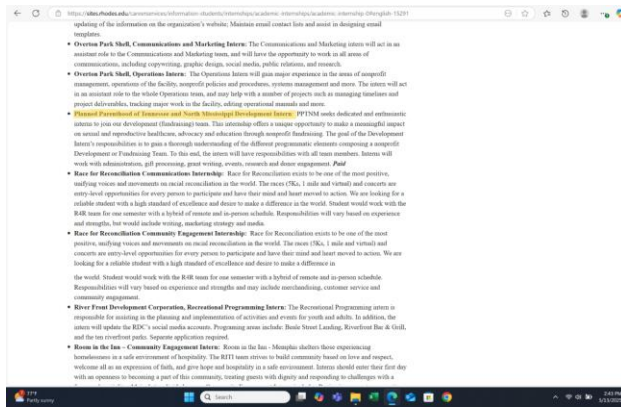 https://sites.rhodes.edu/careerservices/information-students/internships/academic-internships/academic-internship-0#english-15291
updating of the information on the organization's website; Maintain email contact lists and assist in designing email
templates.
Overton Park Shell, Communications and Marketing Intern: The Communications and Marketing intern will act in an
assistant role to the Communications and Marketing team, and will have the opportunity to work in all areas of
communications, including copywriting, graphic design, social media, public relations, and research.
Overton Park Shell, Operations Intern: The Operations Intern will gain major experience in the areas of nonprofit
management, operations of the facility, nonprofit policies and procedures, systems management and more. The intern will act
in an assistant role to the whole Operations team, and may help with a number of projects such as managing timelines and
project deliverables, tracking major work in the facility, editing operational manuals and more.
Planned Parenthood of Tennessee and North Mississippi Development Intern: PPTNM seeks dedicated and enthusiastic
interns to join our development (fundraising) team. This internship offers a unique opportunity to make a meaningful impact
on sexual and reproductive healthcare, advocacy and education through nonprofit fundraising. The goal of the Development
Intern's responsibilities is to gain a thorough understanding of the different programmatic elements composing a nonprofit
Development or Fundraising Team. To this end, the intern will have responsibilities with all team members. Interns will
work with administration, gift processing, grant writing, events, research and donor engagement. Paid
Race for Reconciliation Communications Internship: Race for Reconciliation exists to be one of the most positive,
unifying voices and movements on racial reconciliation in the world. The races (5Ks, 1 mile and virtual) and concerts are
entry-level opportunities for every person to participate and have their mind and heart moved to action. We are looking for a
reliable student with a high standard of excellence and desire to make a difference in the world. Student would work with the
R4R team for one semester with a hybrid of remote and in-person schedule. Responsibilities will vary based on experience
and strengths, but would include writing, marketing strategy and media.
Race for Reconciliation Community Engagement Internship: Race for Reconciliation exists to be one of the most
positive, unifying voices and movements on racial reconciliation in the world. The races (5Ks, 1 mile and virtual) and
concerts are entry-level opportunities for every person to participate and have their mind and heart moved to action. We are
looking for a reliable student with a high standard of excellence and desire to make a difference in
the world. Student would work with the R4R team for one semester with a hybrid of remote and in-person schedule.
Responsibilities will vary based on experience and strengths and may include merchandising, customer service and
community engagement.
River Front Development Corporation, Recreational Programming Intern: The Recreational Programming intern is
responsible for assisting in the planning and implementation of activities and events for youth and adults. In addition, the
intern will update the RDC's social media accounts. Programing areas include: Beale Street Landing, Riverfront Bar & Grill,
and the ten riverfront parks. Separate application required.
Room in the Inn – Community Engagement Intern: Room in the Inn - Memphis shelters those experiencing
homelessness in a safe environment of hospitality. The RITI team strives to build community based on love and respect,
welcome all as an expression of faith, and give hope and hospitality in a safe environment. Interns should enter their first day
with an openness to becoming a part of this community, treating guests with dignity and responding to challenges with a
77°F
Partly sunny
Search
2:43 PM
5/13/2025